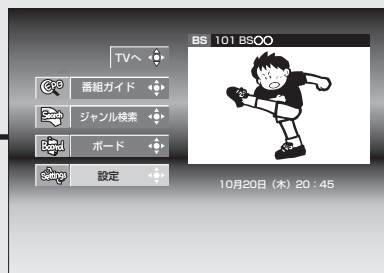 TVへ
BS 101 BS〇〇
EPG 番組ガイド
Search ジャンル検索
Board ボード
Settings 設定
10月20日（木）20：45